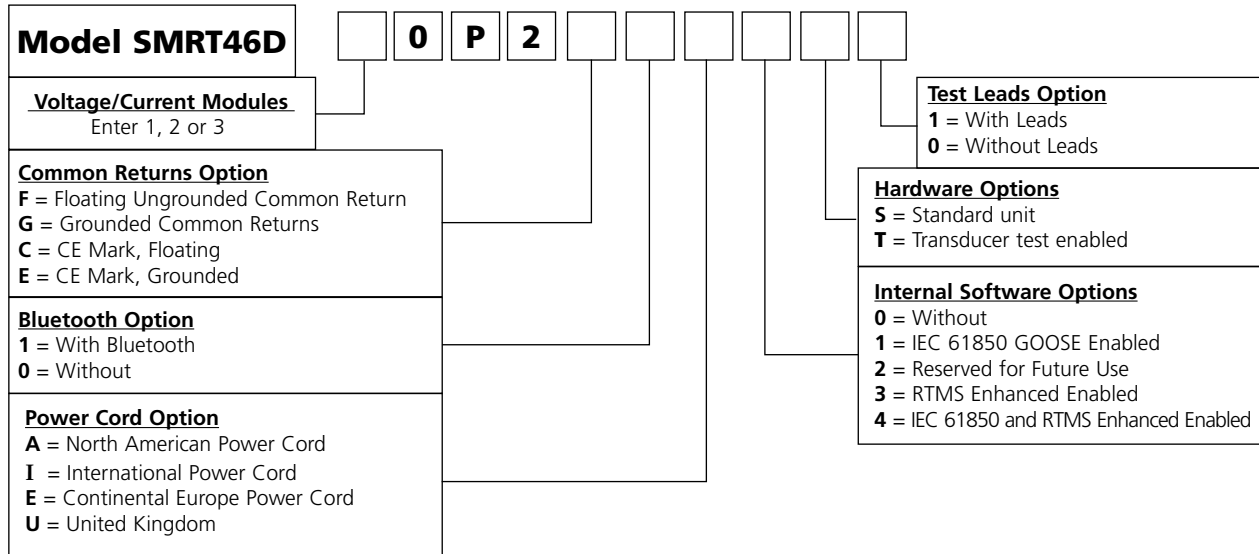 Model SMRT46D 0 P 2
Voltage/Current Modules
Enter 1, 2 or 3
Common Returns Option
F = Floating Ungrounded Common Return
G = Grounded Common Returns
C = CE Mark, Floating
E = CE Mark, Grounded
Bluetooth Option
1 = With Bluetooth
0 = Without
Power Cord Option
A = North American Power Cord
I = International Power Cord
E = Continental Europe Power Cord
U = United Kingdom
Test Leads Option
1 = With Leads
0 = Without Leads
Hardware Options
S = Standard unit
T = Transducer test enabled
Internal Software Options
0 = Without
1 = IEC 61850 GOOSE Enabled
2 = Reserved for Future Use
3 = RTMS Enhanced Enabled
4 = IEC 61850 and RTMS Enhanced Enabled